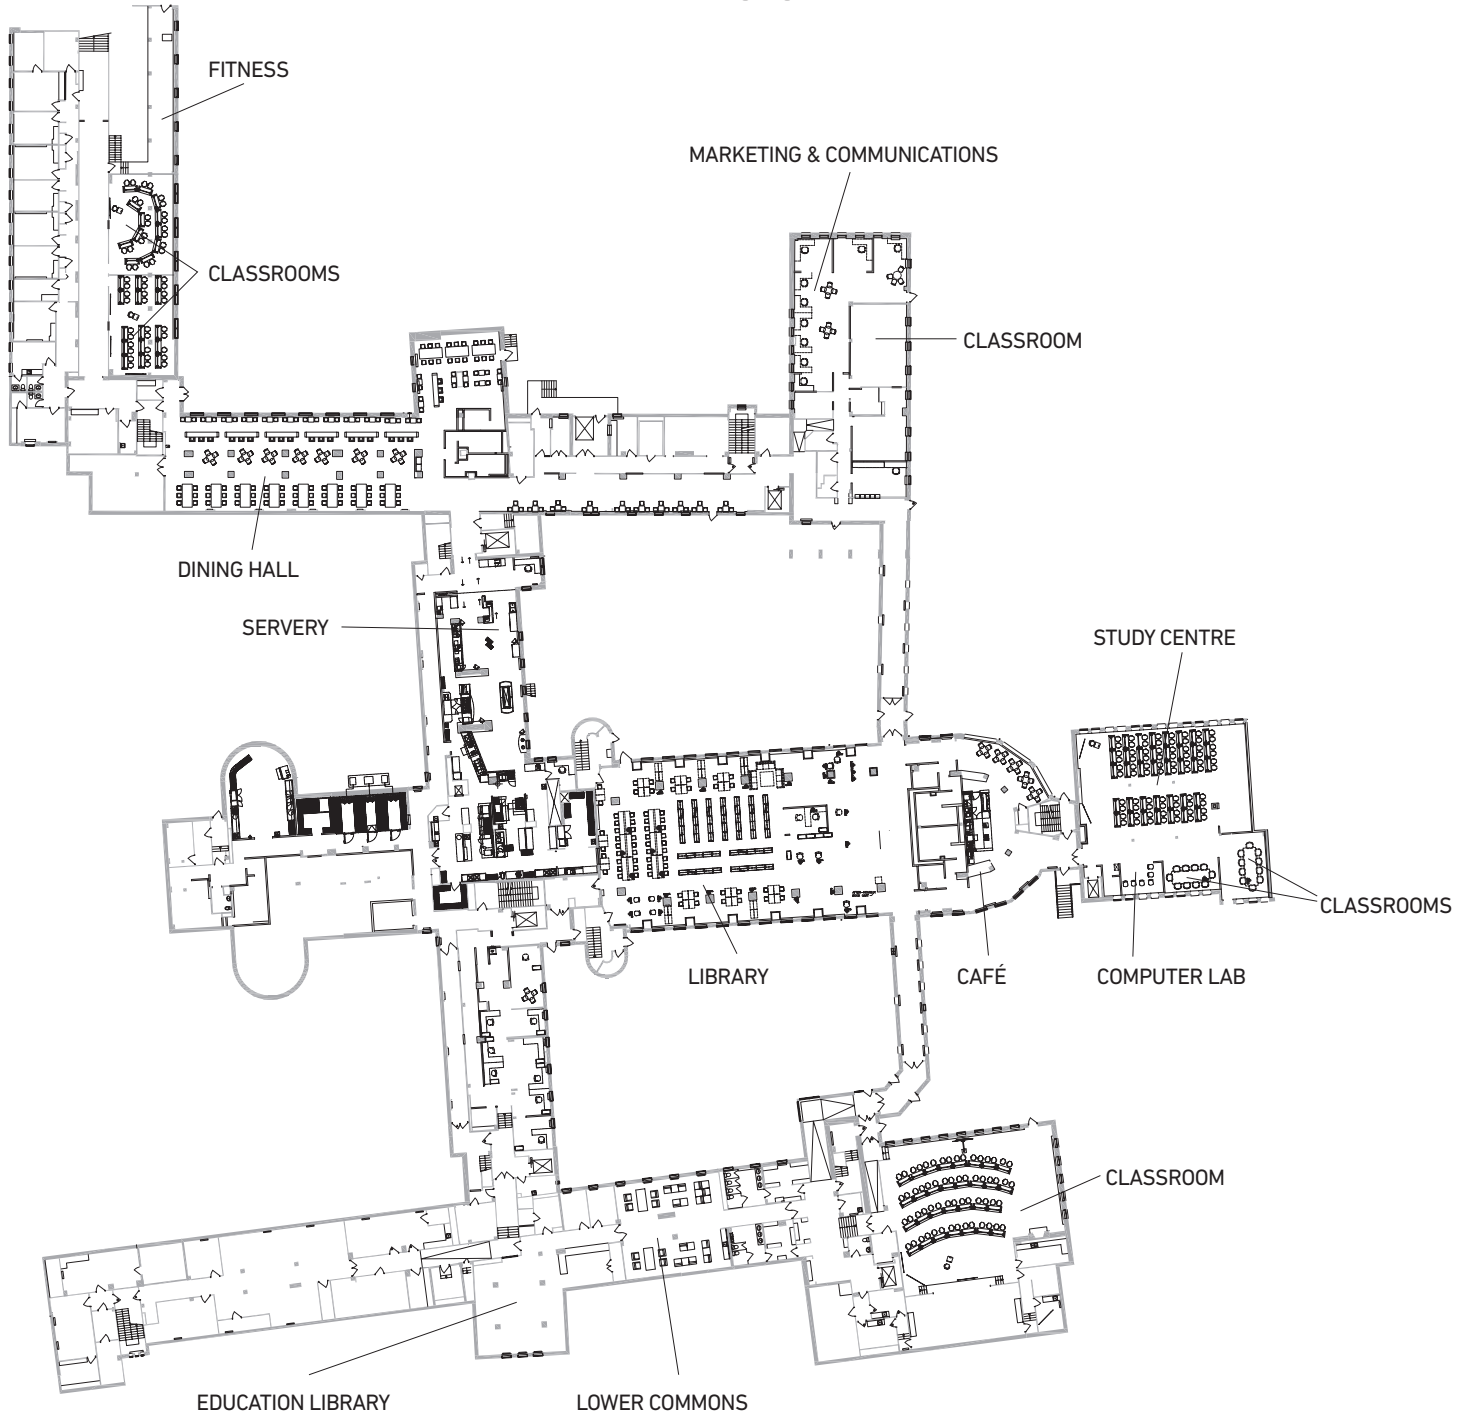 FITNESS
MARKETING & COMMUNICATIONS
CLASSROOMS
CLASSROOM
DINING HALL
SERVERY
STUDY CENTRE
CLASSROOMS
LIBRARY
CAFÉ
COMPUTER LAB
CLASSROOM
EDUCATION LIBRARY
LOWER COMMONS